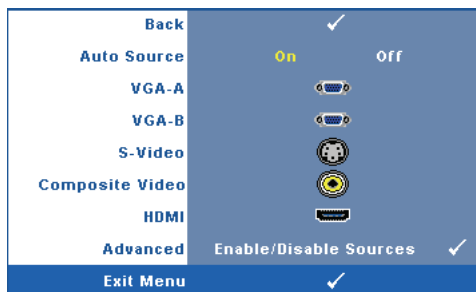 Back
Auto Source On Off
VGA-A
VGA-B
S-Video
Composite Video
HDMI
Advanced Enable/Disable Sources
Exit Menu